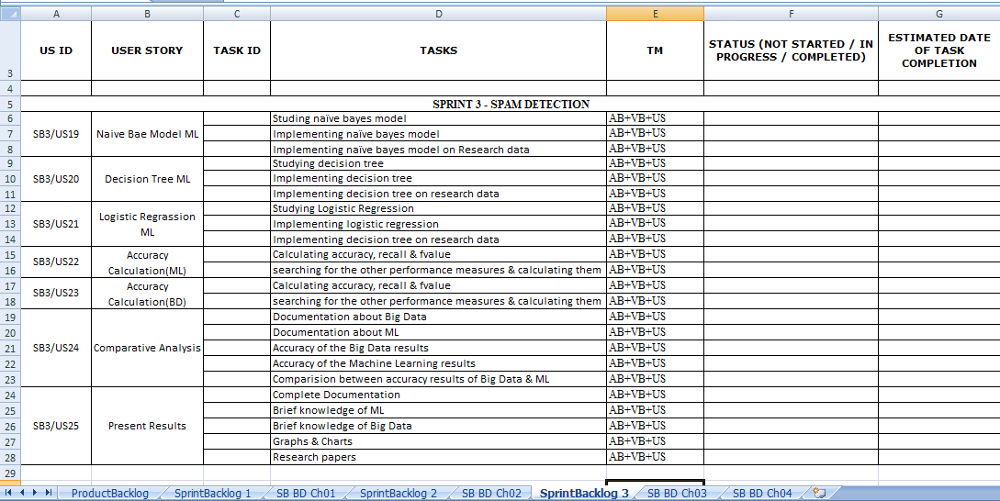 A B C D E F G
3 US ID USER STORY TASK ID TASKS TM STATUS (NOT STARTED / IN PROGRESS / COMPLETED) ESTIMATED DATE OF TASK COMPLETION
4
5 SPRINT 3 - SPAM DETECTION
6 Studing naïve bayes model AB+VB+US
7 SB3/US19 Naive Bae Model ML Implementing naïve bayes model AB+VB+US
8 Implementing naïve bayes model on Research data AB+VB+US
9 Studying decision tree AB+VB+US
10 SB3/US20 Decision Tree ML Implementing decision tree AB+VB+US
11 Implementing decision tree on research data AB+VB+US
12 Studying Logistic Regression AB+VB+US
13 SB3/US21 Logistic Regrassion ML Implementing logistic regression AB+VB+US
14 Implementing decision tree on research data AB+VB+US
15 SB3/US22 Accuracy Calculation(ML) Calculating accuracy, recall & fvalue AB+VB+US
16 searching for the other performance measures & calculating them AB+VB+US
17 SB3/US23 Accuracy Calculation(BD) Calculating accuracy, recall & fvalue AB+VB+US
18 searching for the other performance measures & calculating them AB+VB+US
19 Documentation about Big Data AB+VB+US
20 Documentation about ML AB+VB+US
21 SB3/US24 Comparative Analysis Accuracy of the Big Data results AB+VB+US
22 Accuracy of the Machine Learning results AB+VB+US
23 Comparision between accuracy results of Big Data & ML AB+VB+US
24 Complete Documentation AB+VB+US
25 Brief knowledge of ML AB+VB+US
26 SB3/US25 Present Results Brief knowledge of Big Data AB+VB+US
27 Graphs & Charts AB+VB+US
28 Research papers AB+VB+US
29
ProductBacklog SprintBacklog 1 SB BD Ch01 SprintBacklog 2 SB BD Ch02 SprintBacklog 3 SB BD Ch03 SB BD Ch04